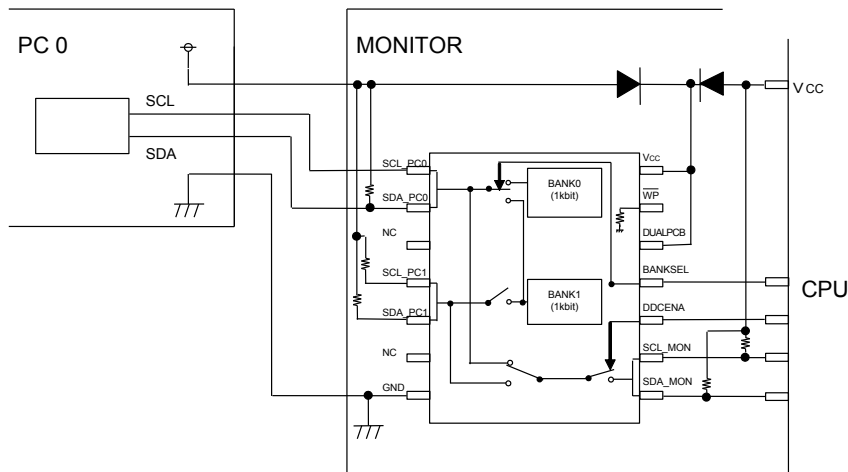 PC 0
MONITOR
SCL
SDA
VCC
SCL_PC0
SDA_PC0
NC
SCL_PC1
SDA_PC1
NC
GND
BANK0
(1kbit)
BANK1
(1kbit)
Vcc
WP
DUALPCB
BANKSEL
DDCENA
SCL_MON
SDA_MON
CPU